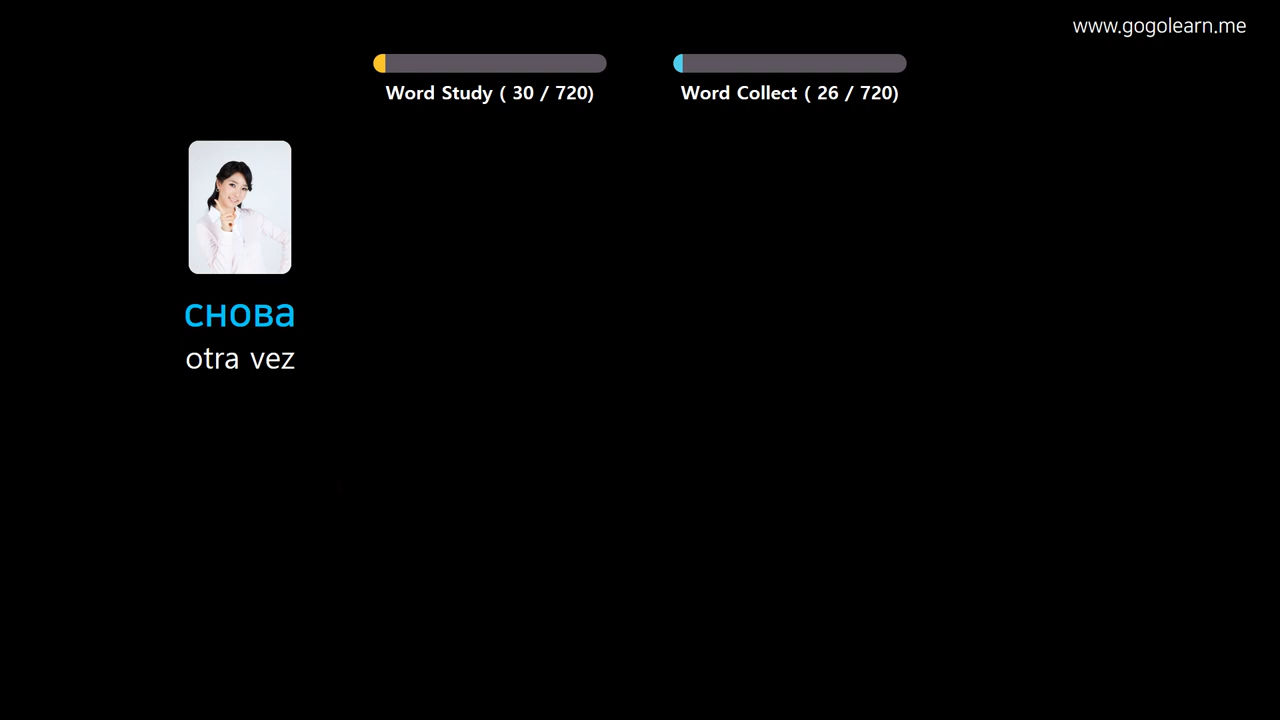 www.gogolearn.me
Word Study ( 30 / 720)
Word Collect ( 26 / 720)
снова
otra vez